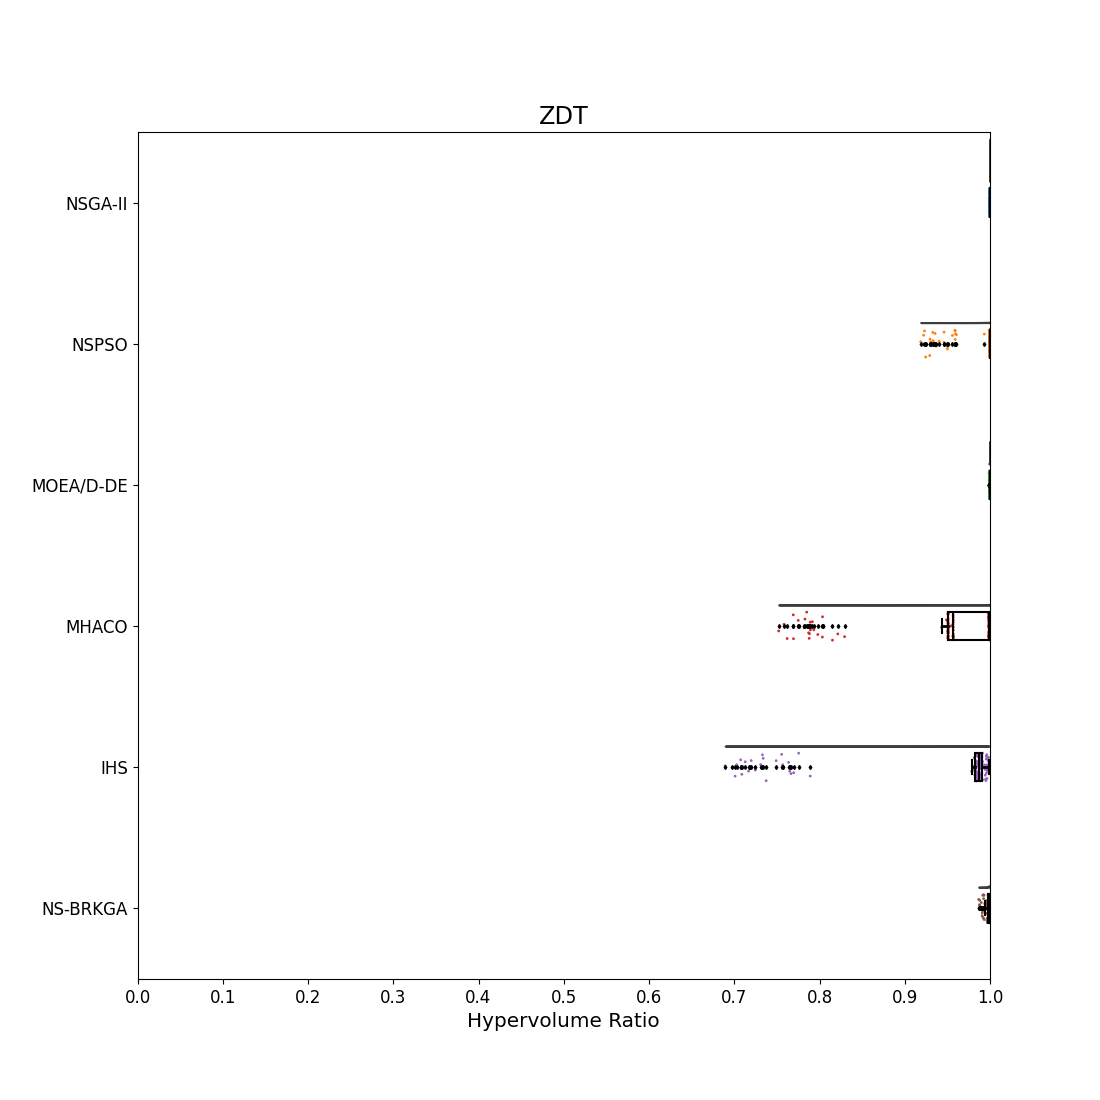 ZDT
NSGA-II
NSPSO
MOEA/D-DE
MHACO
IHS
NS-BRKGA
0.0 0.1 0.2 0.3 0.4 0.5 0.6 0.7 0.8 0.9 1.0
Hypervolume Ratio